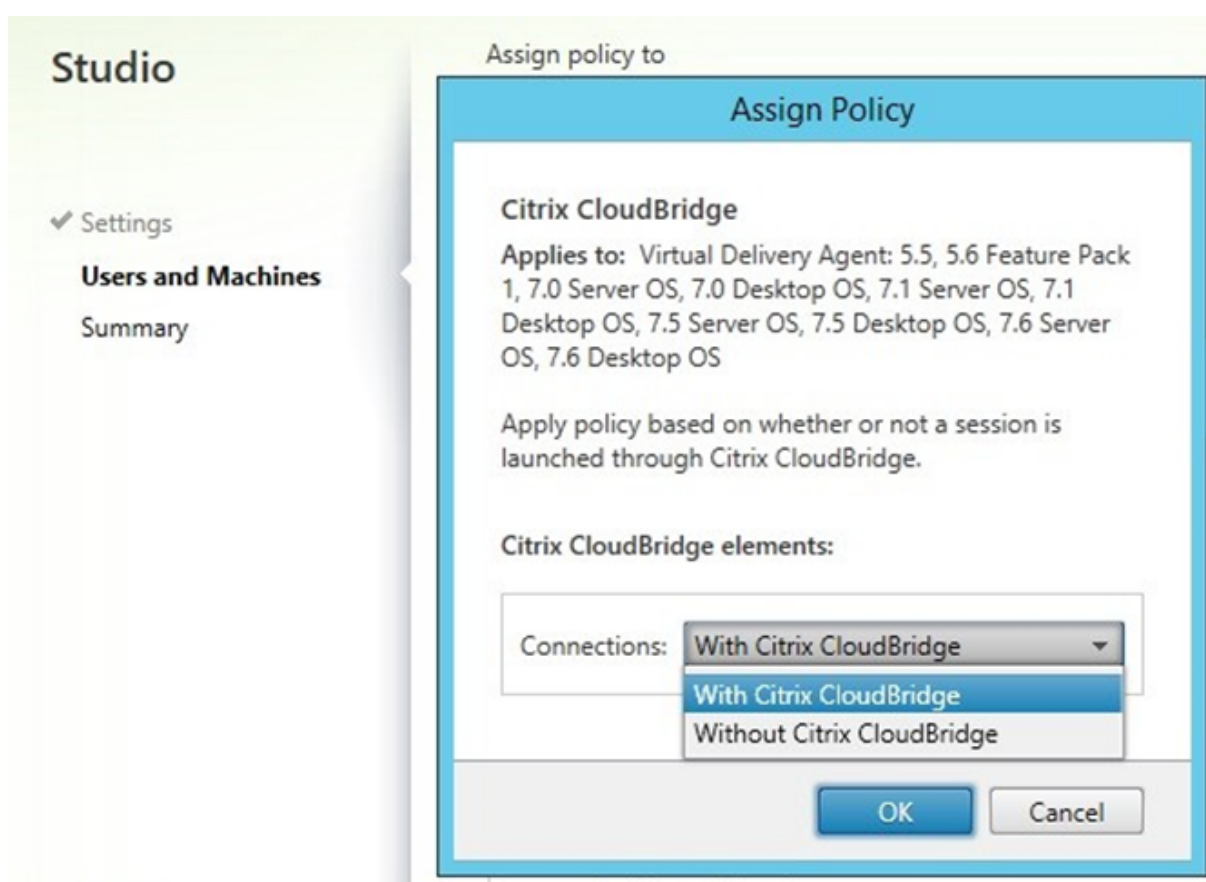 Studio
Settings
Users and Machines
Summary
Assign policy to
Assign Policy
Citrix CloudBridge
Applies to: Virtual Delivery Agent: 5.5, 5.6 Feature Pack
1, 7.0 Server OS, 7.0 Desktop OS, 7.1 Server OS, 7.1
Desktop OS, 7.5 Server OS, 7.5 Desktop OS, 7.6 Server
OS, 7.6 Desktop OS
Apply policy based on whether or not a session is
launched through Citrix CloudBridge.
Citrix CloudBridge elements:
Connections: With Citrix CloudBridge
With Citrix CloudBridge
Without Citrix CloudBridge
OK Cancel